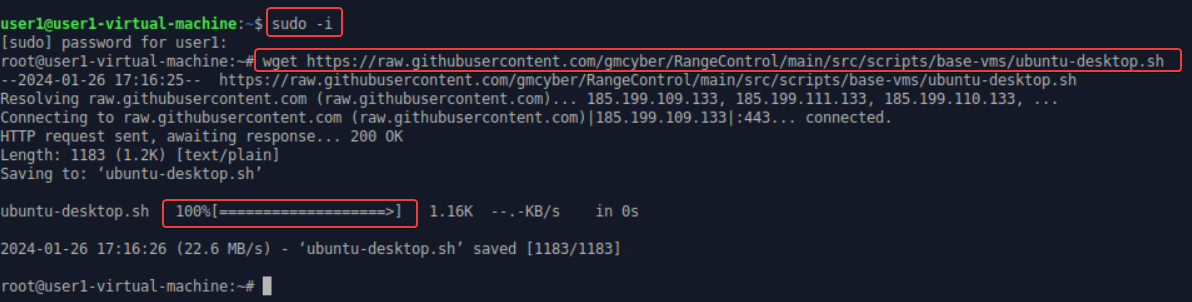 user1@user1-virtual-machine:~$ sudo -i
[sudo] password for user1:
root@user1-virtual-machine:~# wget https://raw.githubusercontent.com/gmcyber/RangeControl/main/src/scripts/base-vms/ubuntu-desktop.sh
--2024-01-26 17:16:25--  https://raw.githubusercontent.com/gmcyber/RangeControl/main/src/scripts/base-vms/ubuntu-desktop.sh
Resolving raw.githubusercontent.com (raw.githubusercontent.com)... 185.199.109.133, 185.199.111.133, 185.199.110.133, ...
Connecting to raw.githubusercontent.com (raw.githubusercontent.com)|185.199.109.133|:443... connected.
HTTP request sent, awaiting response... 200 OK
Length: 1183 (1.2K) [text/plain]
Saving to: ‘ubuntu-desktop.sh’
ubuntu-desktop.sh   100%[===================>]   1.16K  --.-KB/s    in 0s
2024-01-26 17:16:26 (22.6 MB/s) - ‘ubuntu-desktop.sh’ saved [1183/1183]
root@user1-virtual-machine:~#